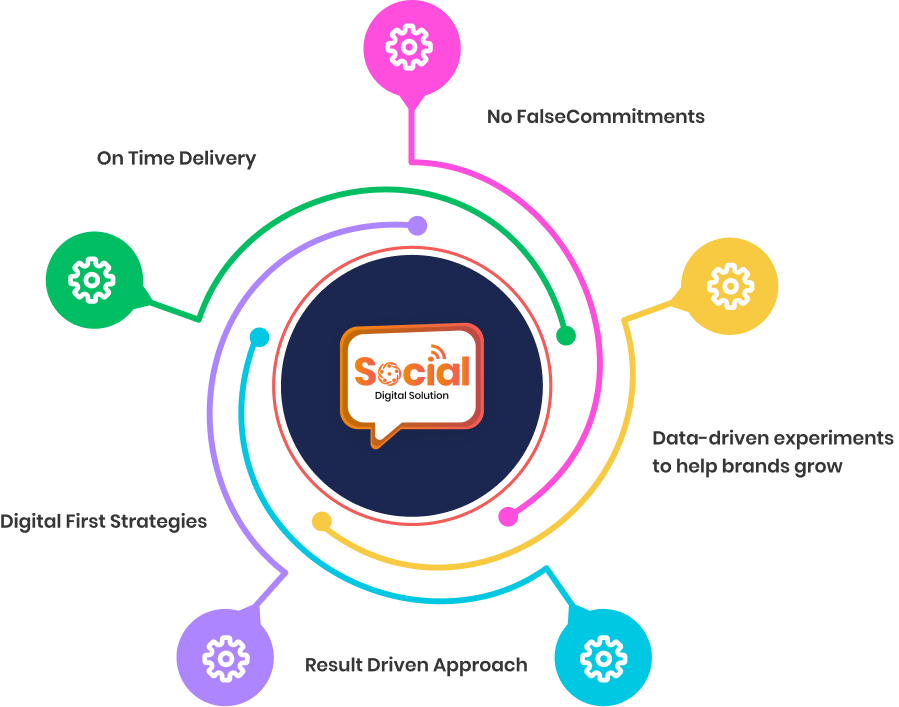 No FalseCommitments
On Time Delivery
Social
Digital Solution
Data-driven experiments
to help brands grow
Digital First Strategies
Result Driven Approach